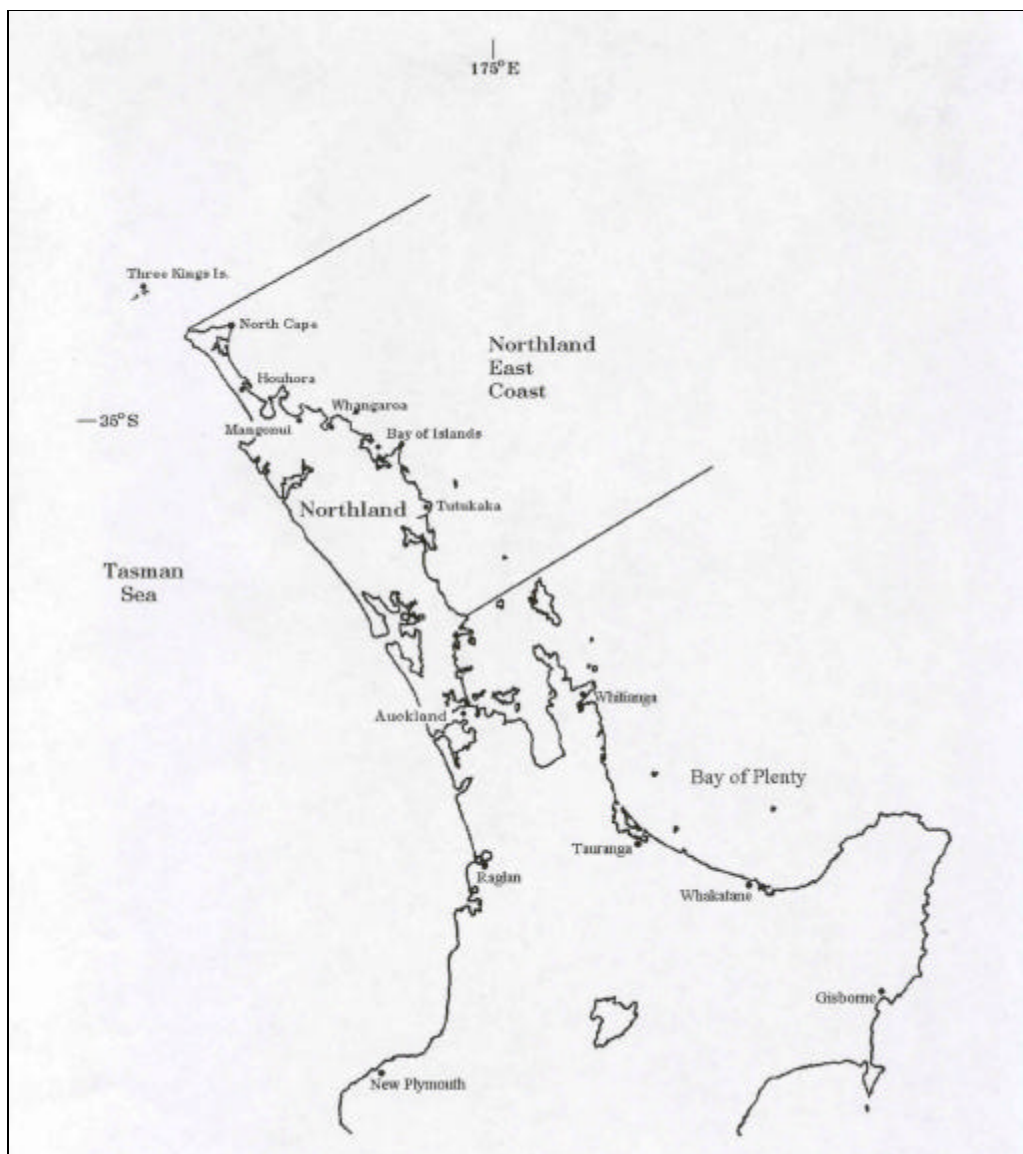 175°E
Three Kings Is.
North Cape
Northland
East
Coast
Houhora
Whangaroa
35°S
Mangonui
Bay of Islands
Northland
Tutukaka
Tasman
Sea
Whitianga
Auckland
Bay of Plenty
Tauranga
Raglan
Whakatane
Gisborne
New Plymouth